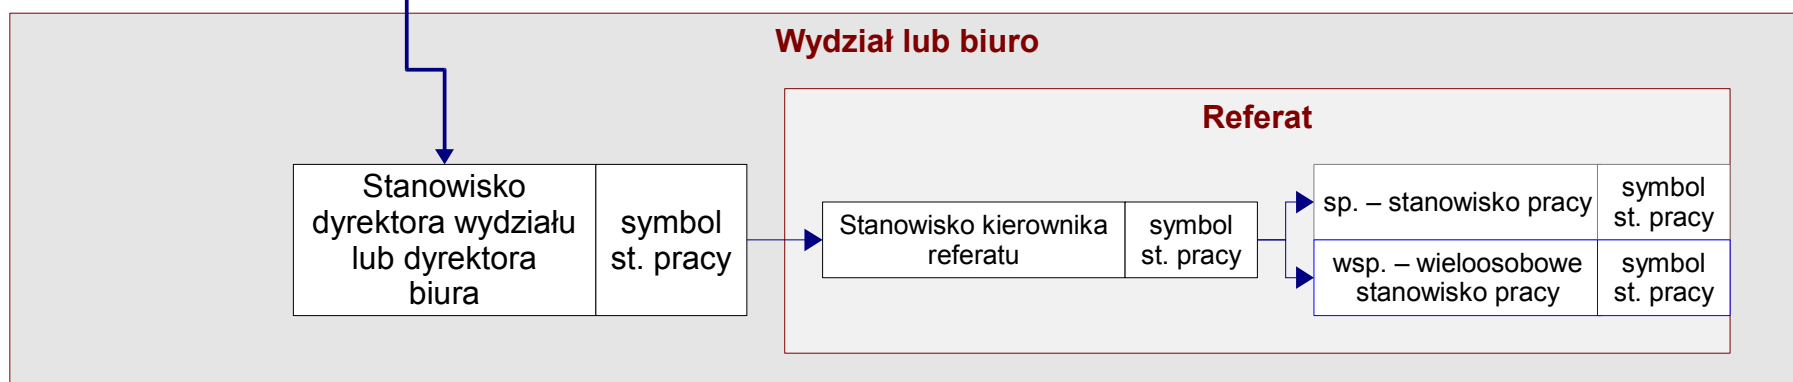 Wydział lub biuro
Referat
Stanowisko
dyrektora wydziału
lub dyrektora
biura
symbol
st. pracy
Stanowisko kierownika
referatu
symbol
st. pracy
sp. – stanowisko pracy
symbol
st. pracy
wsp. – wieloosobowe
stanowisko pracy
symbol
st. pracy